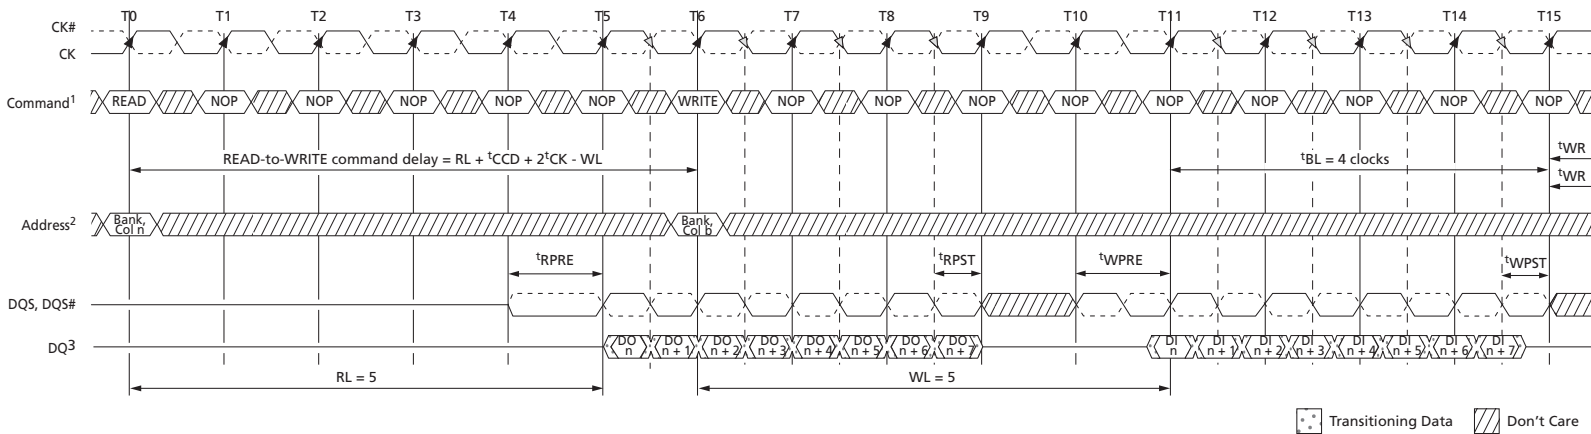 T0 T1 T2 T3 T4 T5 T6 T7 T8 T9 T10 T11 T12 T13 T14 T15
CK#
CK
Command1 READ NOP NOP NOP NOP NOP WRITE NOP NOP NOP NOP NOP NOP NOP NOP NOP
READ-to-WRITE command delay = RL + tCCD + 2tCK - WL tBL = 4 clocks tWR
tWR
Address2 Bank, Col n Bank, Col b
tRPRE tRPST tWPRE tWPST
DQS, DQS#
DQ3 DO n DO n + 1 DO n + 2 DO n + 3 DO n + 4 DO n + 5 DO n + 6 DO n + 7 DI n DI n + 1 DI n + 2 DI n + 3 DI n + 4 DI n + 5 DI n + 6 DI n + 7
RL = 5 WL = 5
Transitioning Data Don't Care